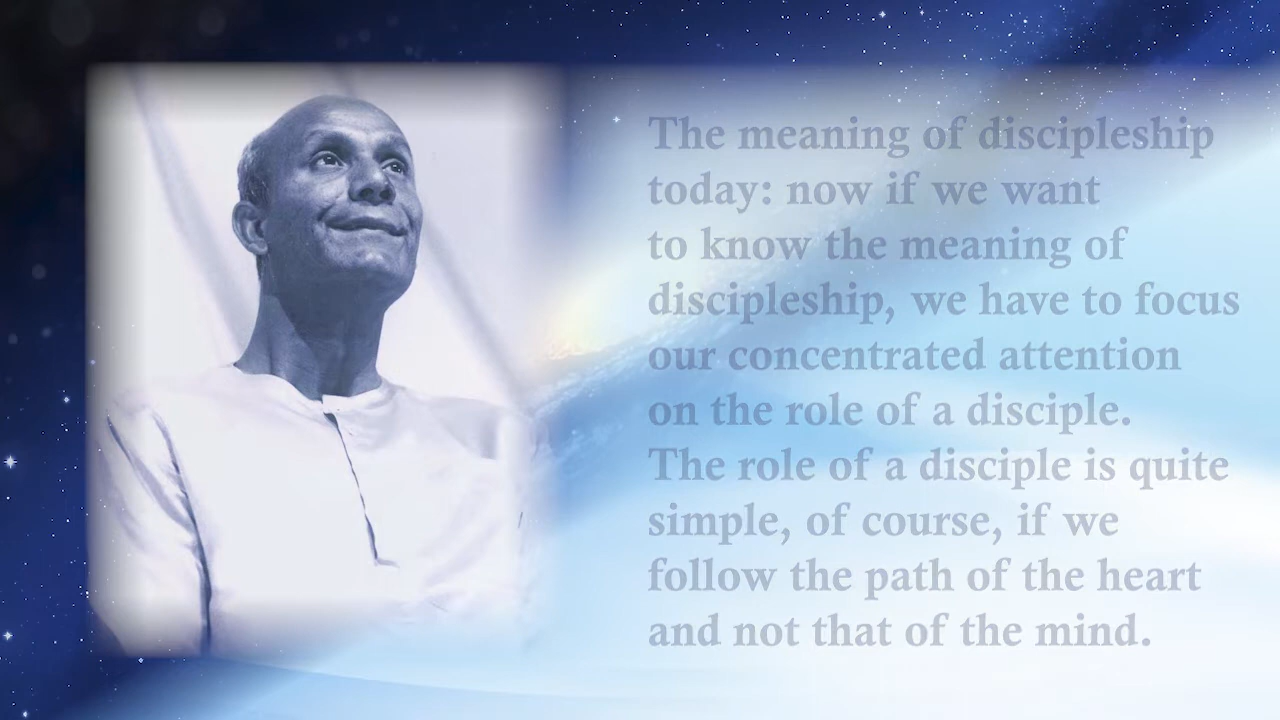 The meaning of discipleship
today: now if we want
to know the meaning of
discipleship, we have to focus
our concentrated attention
on the role of a disciple.
The role of a disciple is quite
simple, of course, if we
follow the path of the heart
and not that of the mind.